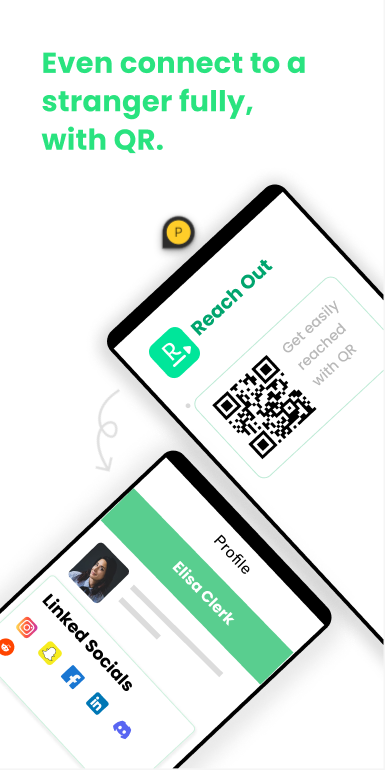 Even connect to a
stranger fully,
with QR.
P
Reach Out
R
Get easily
reached
with QR
Profile
Elisa Clerk
Linked Socials
in